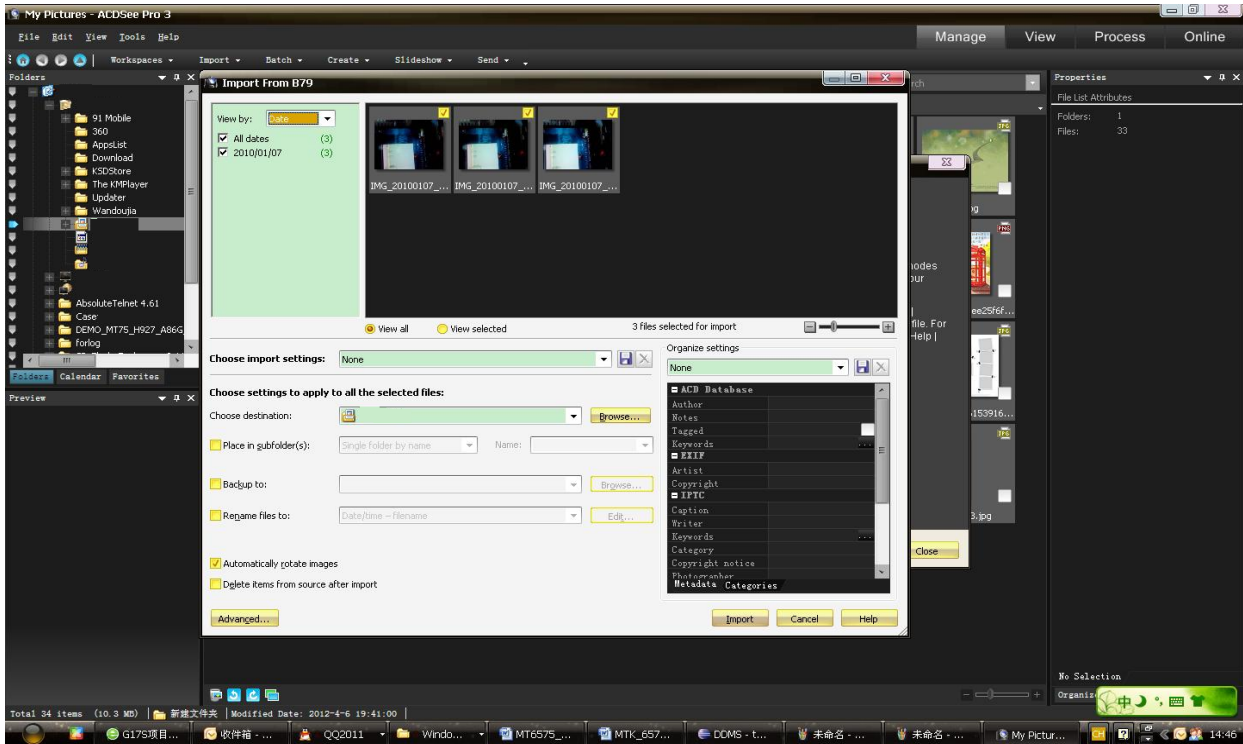 My Pictures - ACDSee Pro 3
File Edit View Tools Help
Manage View Process Online
Workspaces Import Batch Create Slideshow Send
Folders
91 Mobile
360
AppsList
Download
KSDStore
The KMPlayer
Updater
Wandoujia
AbsoluteTelnet 4.61
Case
DEMO_MT75_H927_A86G
forlog
Folders Calendar Favorites
Preview
Import From B79
View by: Date
All dates (3)
2010/01/07 (3)
IMG_20100107_... IMG_20100107_... IMG_20100107_...
View all View selected 3 files selected for import
Choose import settings: None
Choose settings to apply to all the selected files:
Choose destination: Browse...
Place in subfolder(s): Single folder by name Name:
Backup to: Browse...
Rename files to: Date/time - filename Edit...
Automatically rotate images
Delete items from source after import
Advanced...
Organize settings
None
ACD Database
Author
Notes
Tagged
Keywords
EXIF
Artist
Copyright
IPTC
Caption
Writer
Keywords
Category
Copyright notice
Photographer
Metadata Categories
Import Cancel Help
rch
JPG
pg
PNG
nodes
our
ee25f6f...
file. For
Help |
JPG
153916...
JPG
3.jpg
Close
Properties
File List Attributes
Folders: 1
Files: 33
No Selection
Organiz
中
Total 34 items (10.3 MB) 新建文件夹 Modified Date: 2012-4-6 19:41:00
G17S项目... 收件箱 - ... QQ2011 Windo... MT6575_... MTK_657... DDMS - t... 未命名 - ... 未命名 - ... My Pictur... CH 14:46